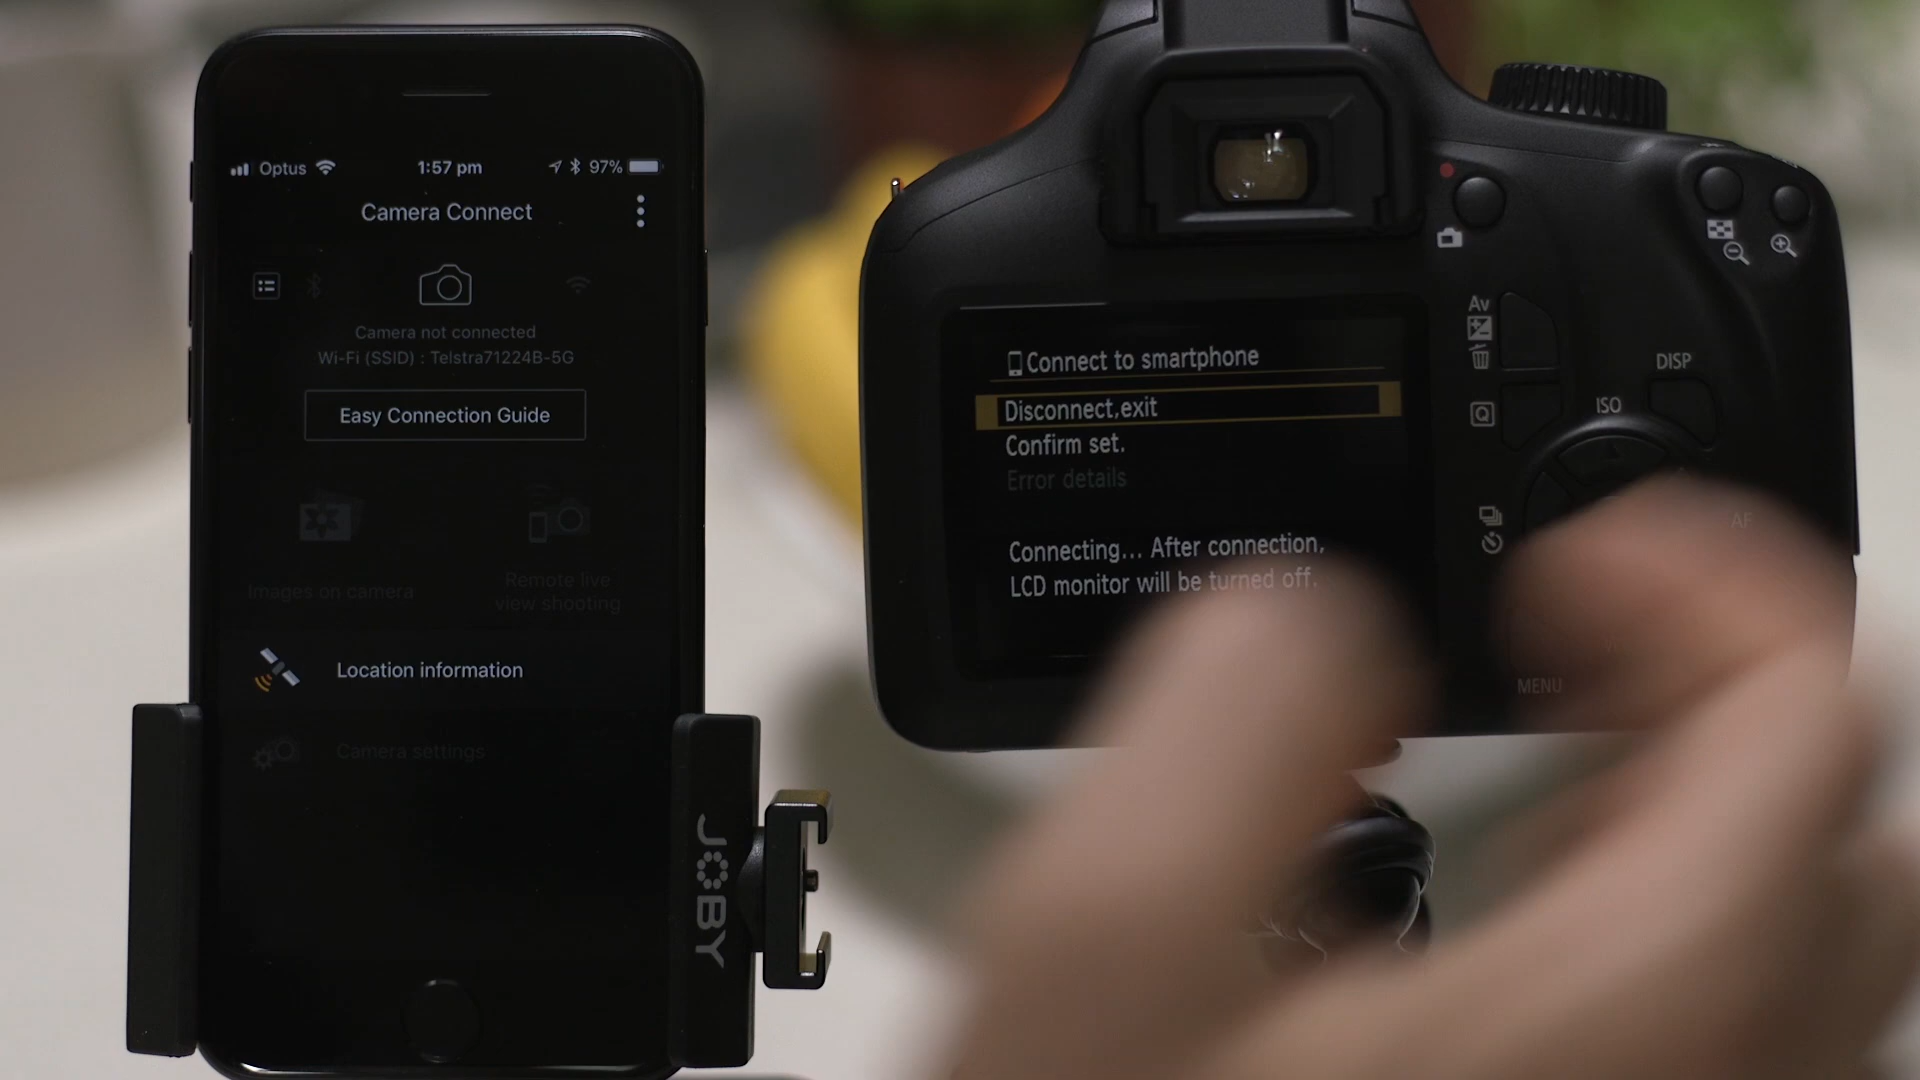 Optus
1:57 pm
97%
Camera Connect
Camera not connected
Wi-Fi (SSID) : Telstra71224B-5G
Easy Connection Guide
Images on camera
Remote live
view shooting
Location information
Camera settings
JOBY
Connect to smartphone
Disconnect,exit
Confirm set.
Error details
Connecting... After connection,
LCD monitor will be turned off.
Av
Q
DISP
ISO
AF
MENU